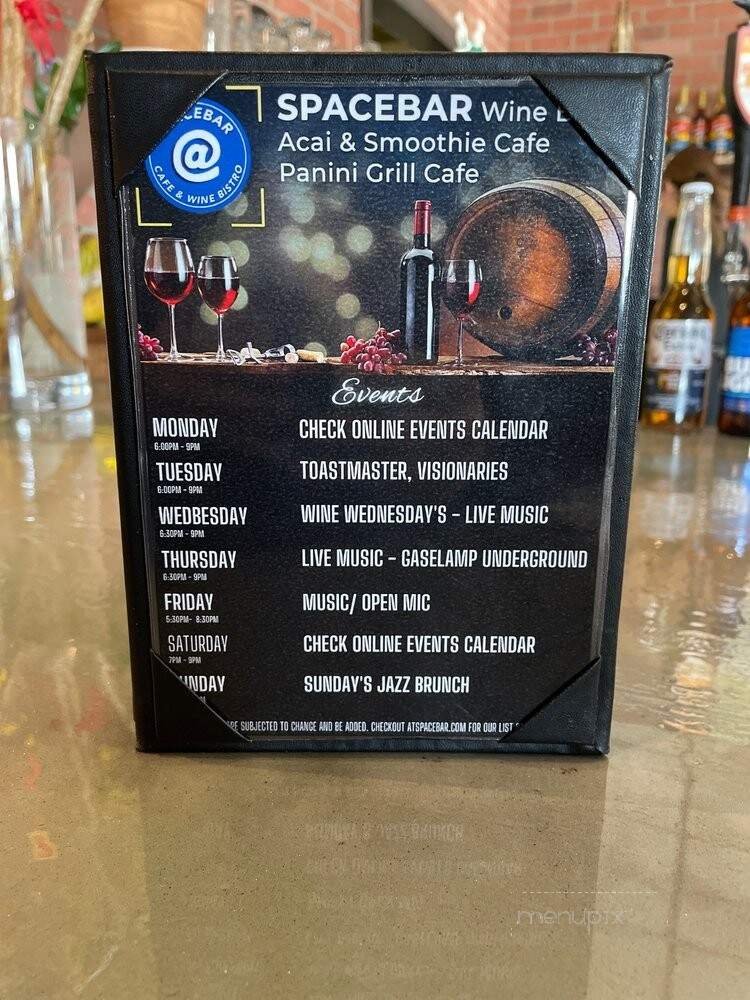 SPACEBAR Wine
Acai & Smoothie Cafe
Panini Grill Cafe
CEBAR
@
CAFE & WINE BISTRO
Events
MONDAY CHECK ONLINE EVENTS CALENDAR
6:00PM - 9PM
TUESDAY TOASTMASTER, VISIONARIES
6:00PM - 9PM
WEDBESDAY WINE WEDNESDAY'S - LIVE MUSIC
6:30PM - 9PM
THURSDAY LIVE MUSIC - GASELAMP UNDERGROUND
6:30PM - 9PM
FRIDAY MUSIC/ OPEN MIC
5:30PM- 8:30PM
SATURDAY CHECK ONLINE EVENTS CALENDAR
7PM - 9PM
UNDAY SUNDAY'S JAZZ BRUNCH
ARE SUBJECTED TO CHANGE AND BE ADDED. CHECKOUT ATSPACEBAR.COM FOR OUR LIST
menupix